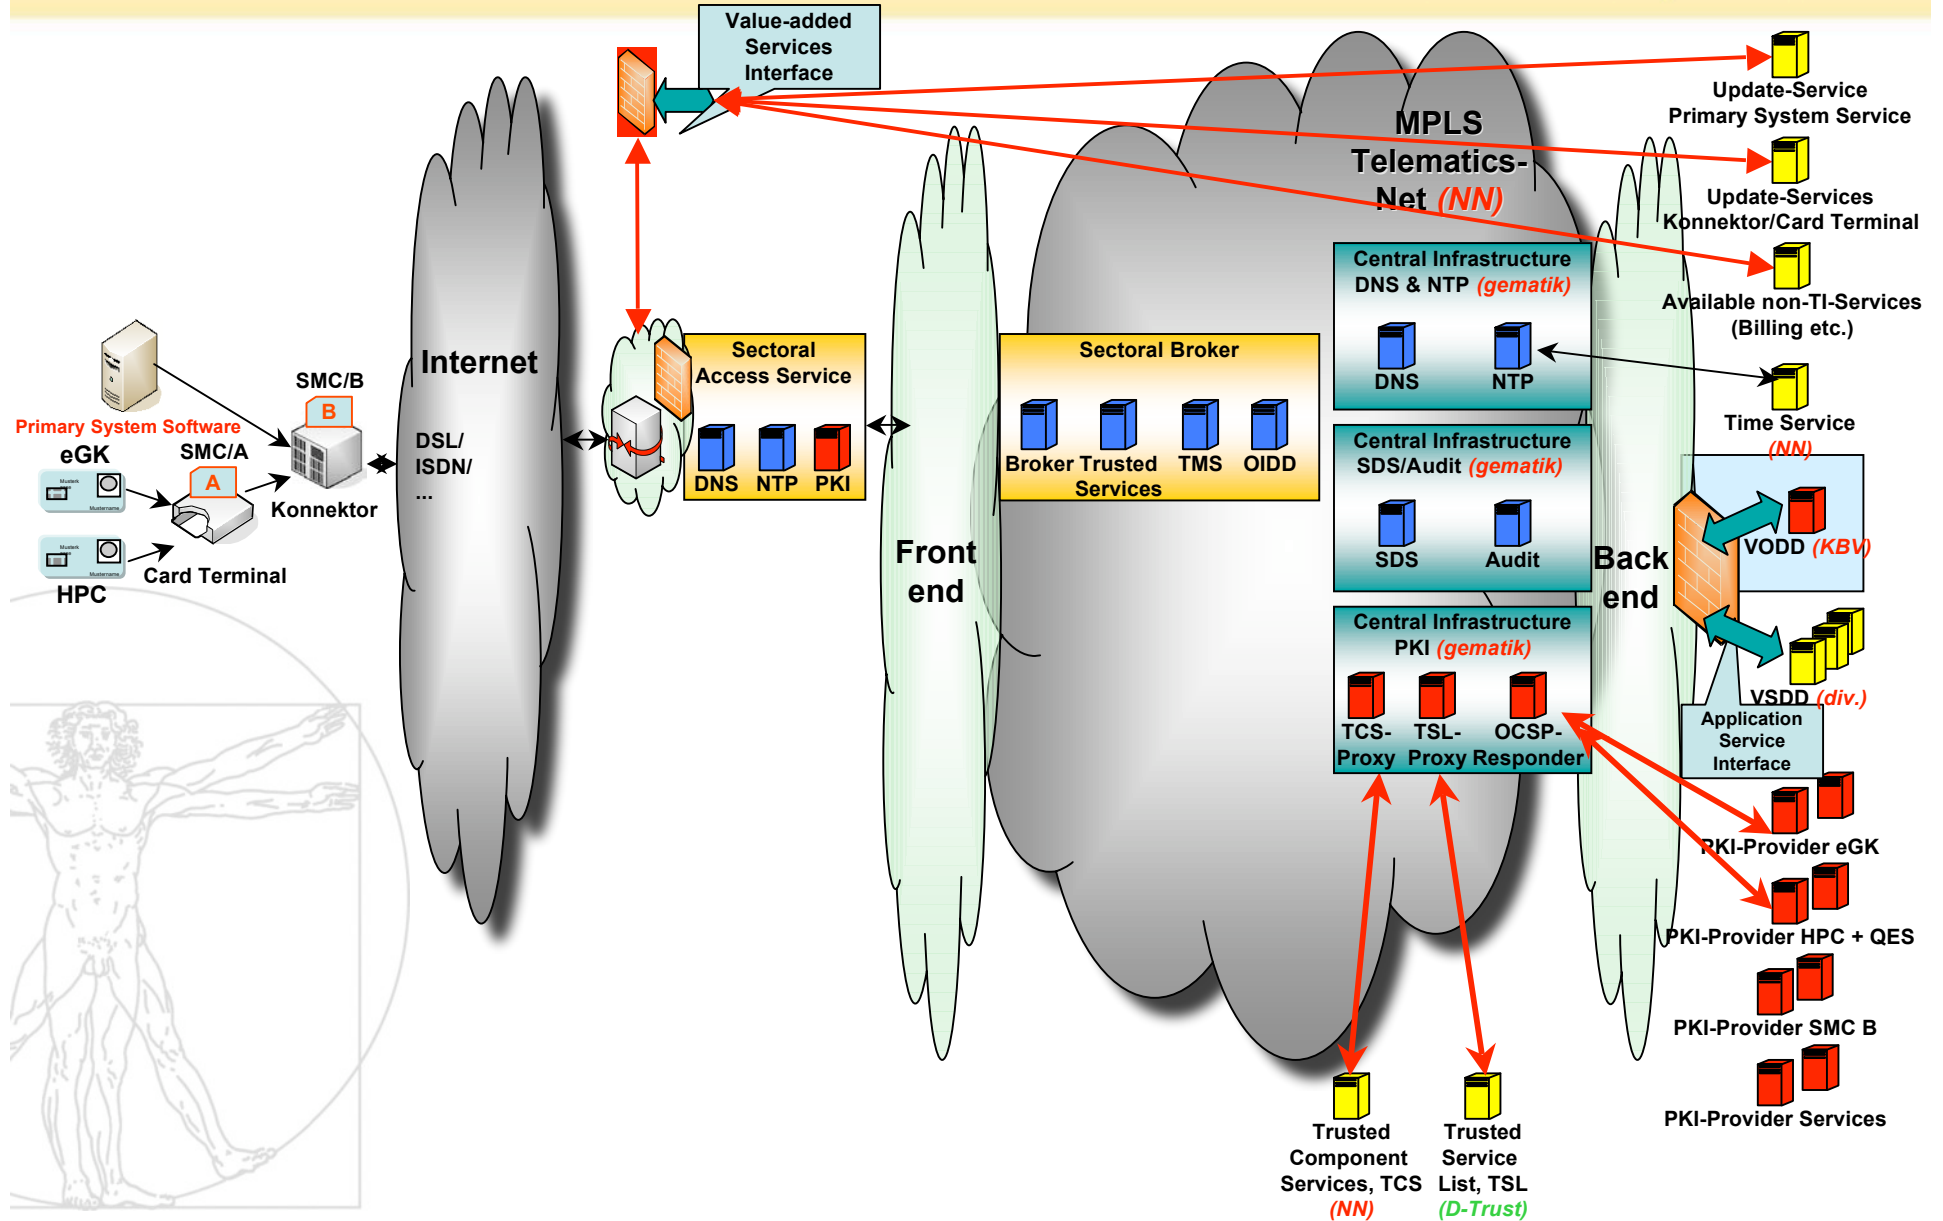 Value-added
Services
Interface
Update-Service
Primary System Service
MPLS
Telematics-
Net (NN)
Update-Services
Konnektor/Card Terminal
Central Infrastructure
DNS & NTP (gematik)
DNS
NTP
Available non-TI-Services
(Billing etc.)
Time Service
(NN)
Internet
DSL/
ISDN/
...
Sectoral
Access Service
DNS
NTP
PKI
Sectoral Broker
Broker
Trusted
Services
TMS
OIDD
SMC/B
B
Primary System Software
eGK
SMC/A
A
Konnektor
Musterk
Mustername
Musterk
Mustername
Card Terminal
HPC
Front
end
Central Infrastructure
SDS/Audit (gematik)
SDS
Audit
Back
end
VODD (KBV)
Central Infrastructure
PKI (gematik)
TCS-
Proxy
TSL-
Proxy
OCSP-
Responder
VSDD (div.)
Application
Service
Interface
PKI-Provider eGK
PKI-Provider HPC + QES
PKI-Provider SMC B
PKI-Provider Services
Trusted
Component
Services, TCS
(NN)
Trusted
Service
List, TSL
(D-Trust)